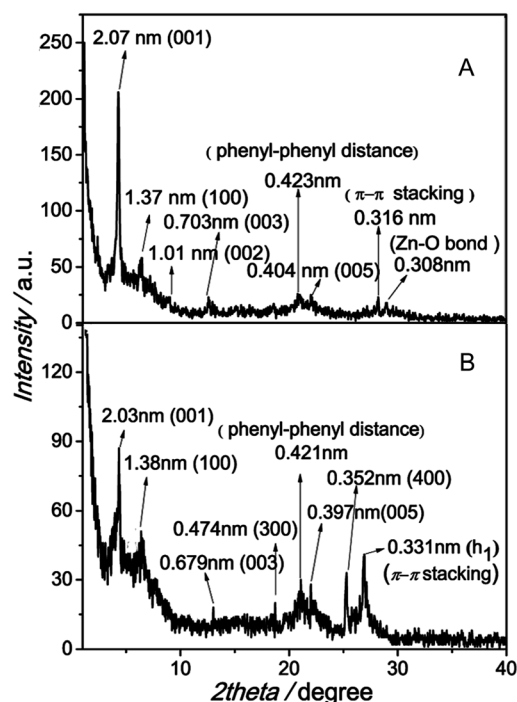 2.07 nm (001)
A
250
200
(phenyl-phenyl distance)
0.423nm
(π-π stacking)
150
1.37 nm (100)
0.316 nm
0.703nm (003)
(Zn-O bond)
100
1.01 nm (002)
0.308nm
0.404 nm (005)
50
0
B
120
2.03nm (001)
(phenyl-phenyl distance)
0.421nm
90
1.38nm (100)
0.352nm (400)
0.397nm(005)
60
0.474nm (300)
0.331nm (h1)
0.679nm (003)
(π-π stacking)
30
0
10 20 30 40
2theta / degree
Intensity / a.u.